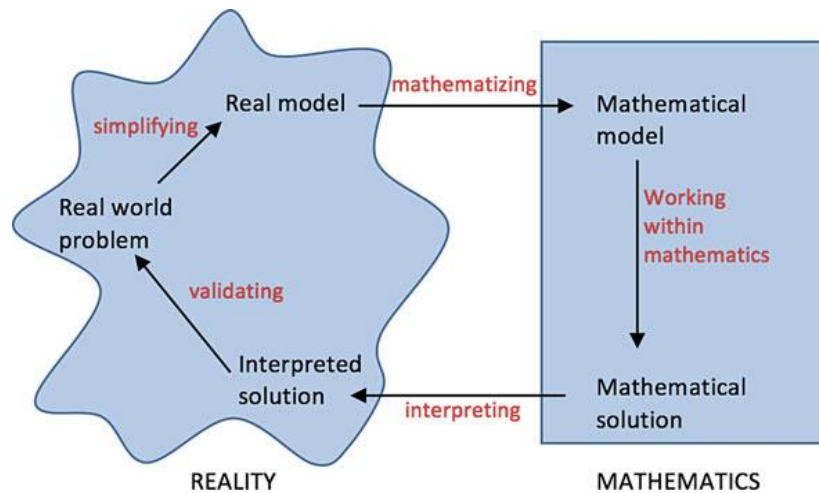 Real model
mathematizing
Mathematical
model
simplifying
Real world
problem
Working
within
mathematics
validating
Interpreted
solution
interpreting
Mathematical
solution
REALITY
MATHEMATICS